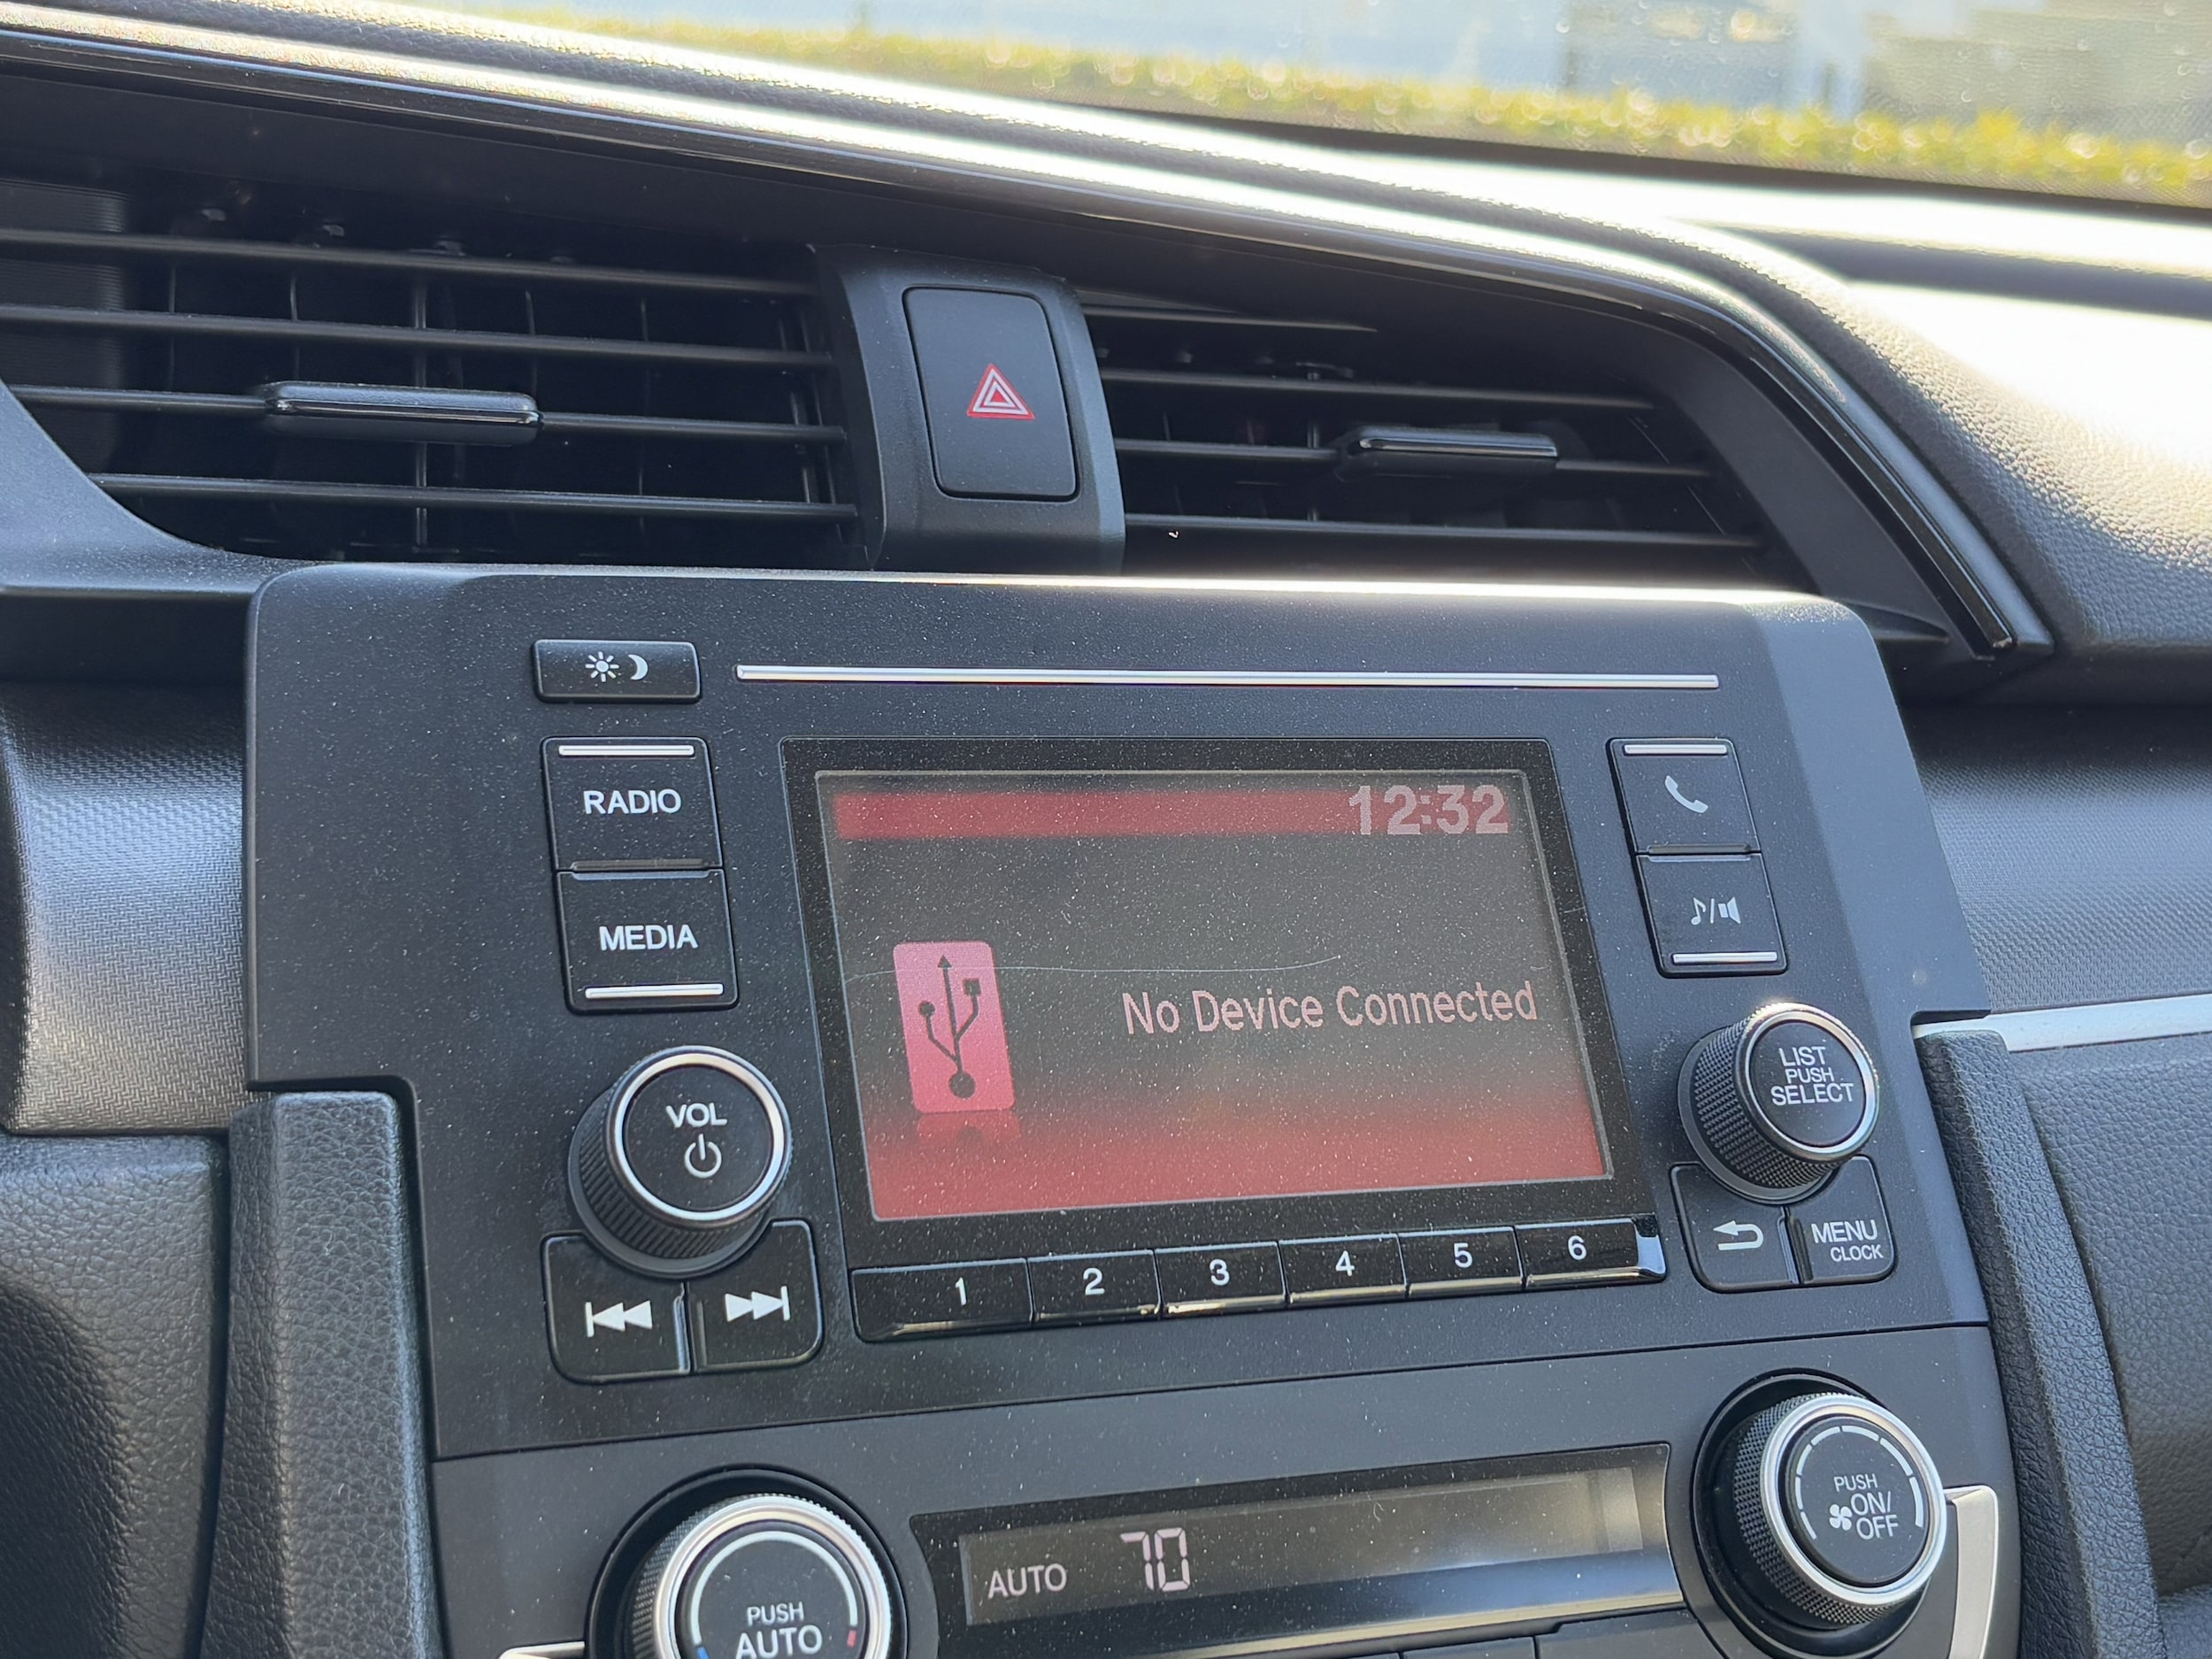 RADIO
12:32
MEDIA
No Device Connected
VOL
LIST
PUSH
SELECT
MENU
CLOCK
1 2 3 4 5 6
PUSH
AUTO
AUTO 70
PUSH
ON/
OFF